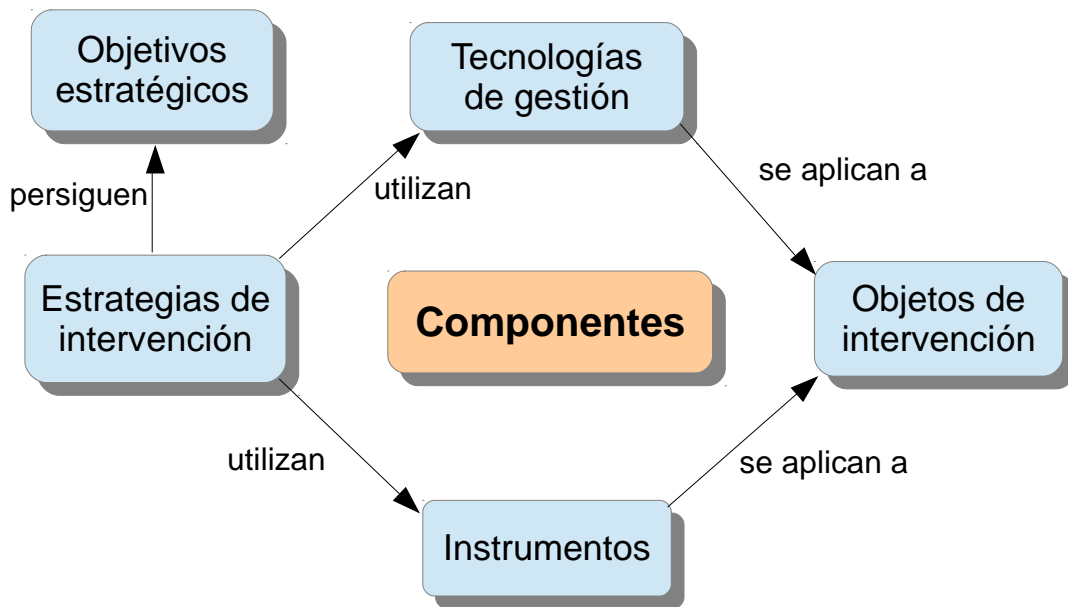 Objetivos
estratégicos
Tecnologías
de gestión
persiguen
utilizan
se aplican a
Estrategias de
intervención
Componentes
Objetos de
intervención
utilizan
se aplican a
Instrumentos